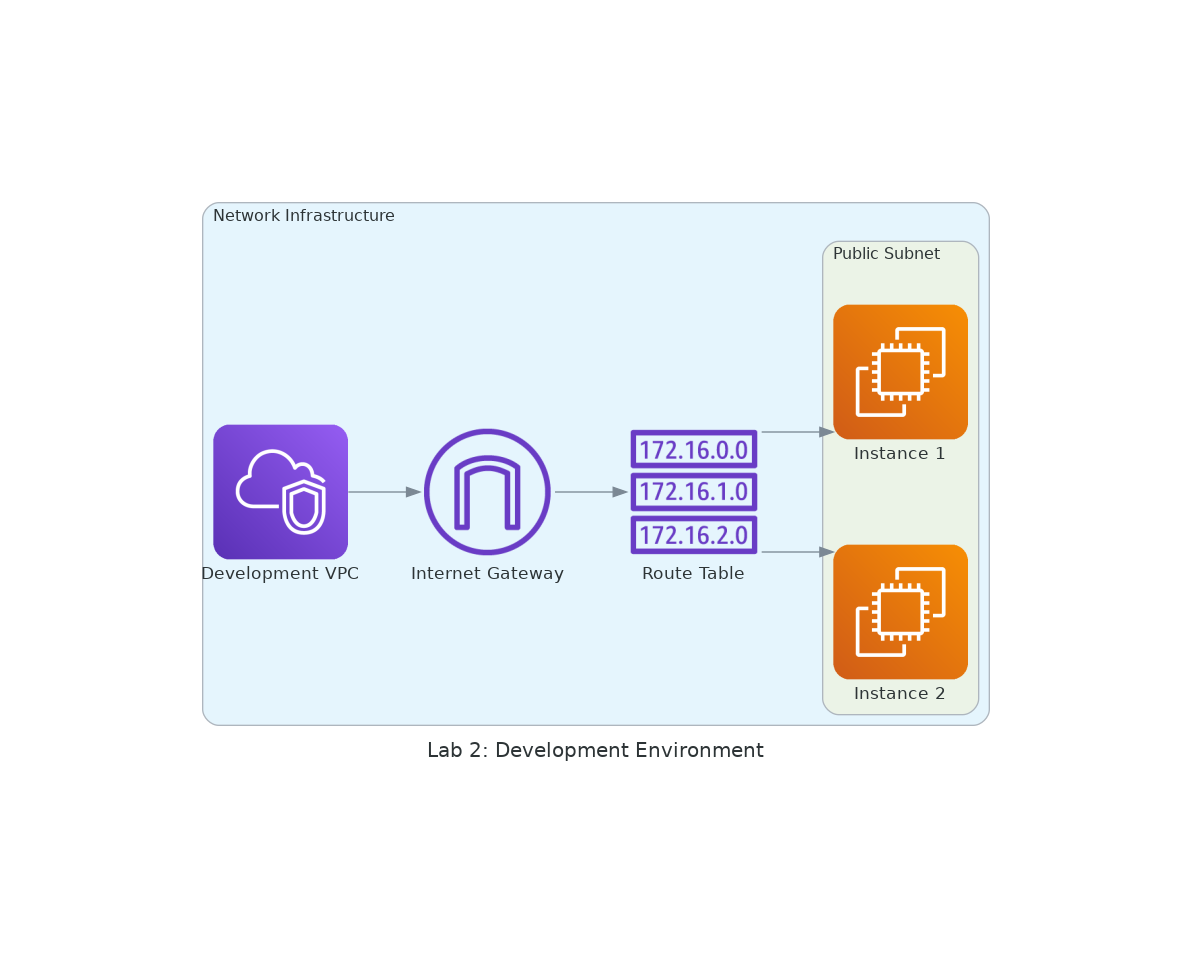 Network Infrastructure
Public Subnet
Instance 1
172.16.0.0
172.16.1.0
172.16.2.0
Development VPC
Internet Gateway
Route Table
Instance 2
Lab 2: Development Environment